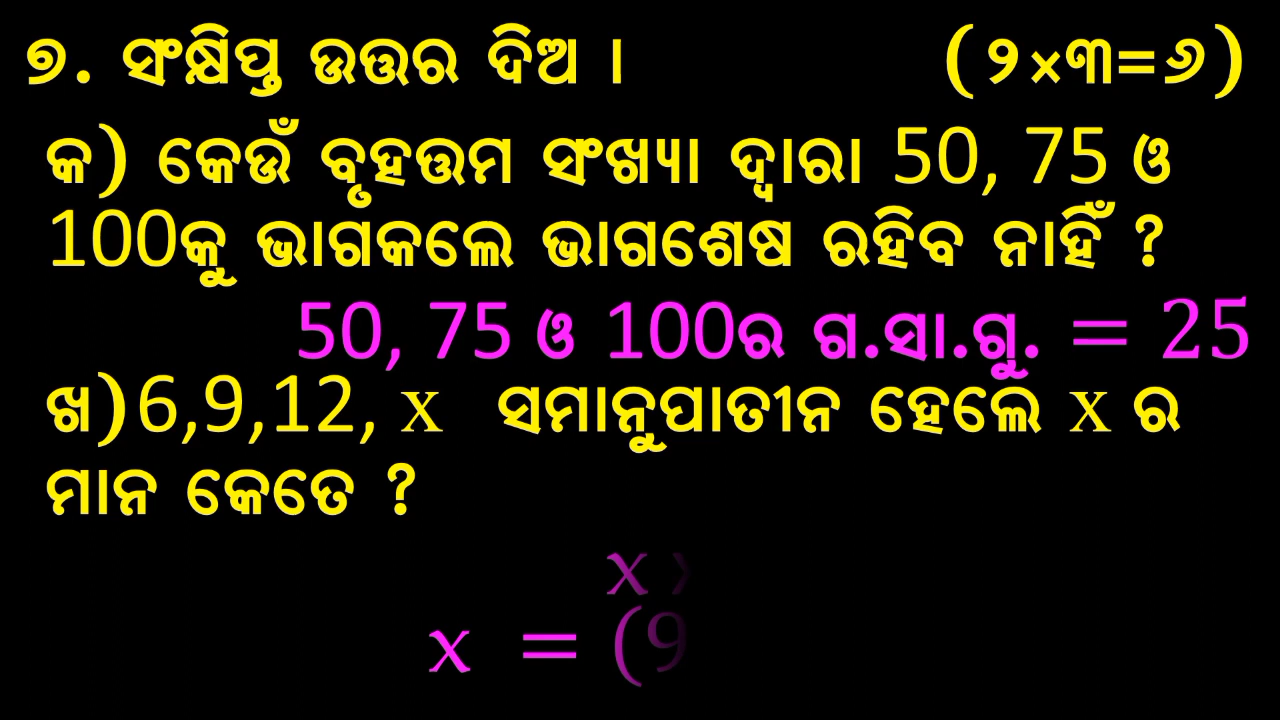 ୭. ସଂକ୍ଷିପ୍ତ ଉତ୍ତର ଦିଅ । (୨×୩=୬)
କ) କେଉଁ ବୃହତ୍ତମ ସଂଖ୍ୟା ଦ୍ୱାରା 50, 75 ଓ
100କୁ ଭାଗକଲେ ଭାଗଶେଷ ରହିବ ନାହିଁ ?
50, 75 ଓ 100ର ଗ.ସା.ଗୁ. = 25
ଖ)6,9,12, x ସମାନୁପାତୀନ ହେଲେ x ର
ମାନ କେତେ ?
x
x = (9